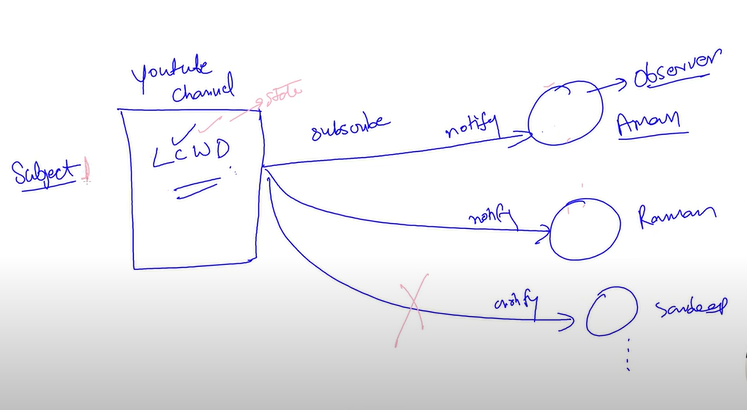 Youtube
channel
state
LCWD
Subject
subscribe
notify
Observer
Aman
notify
Raman
notify
Sandeep